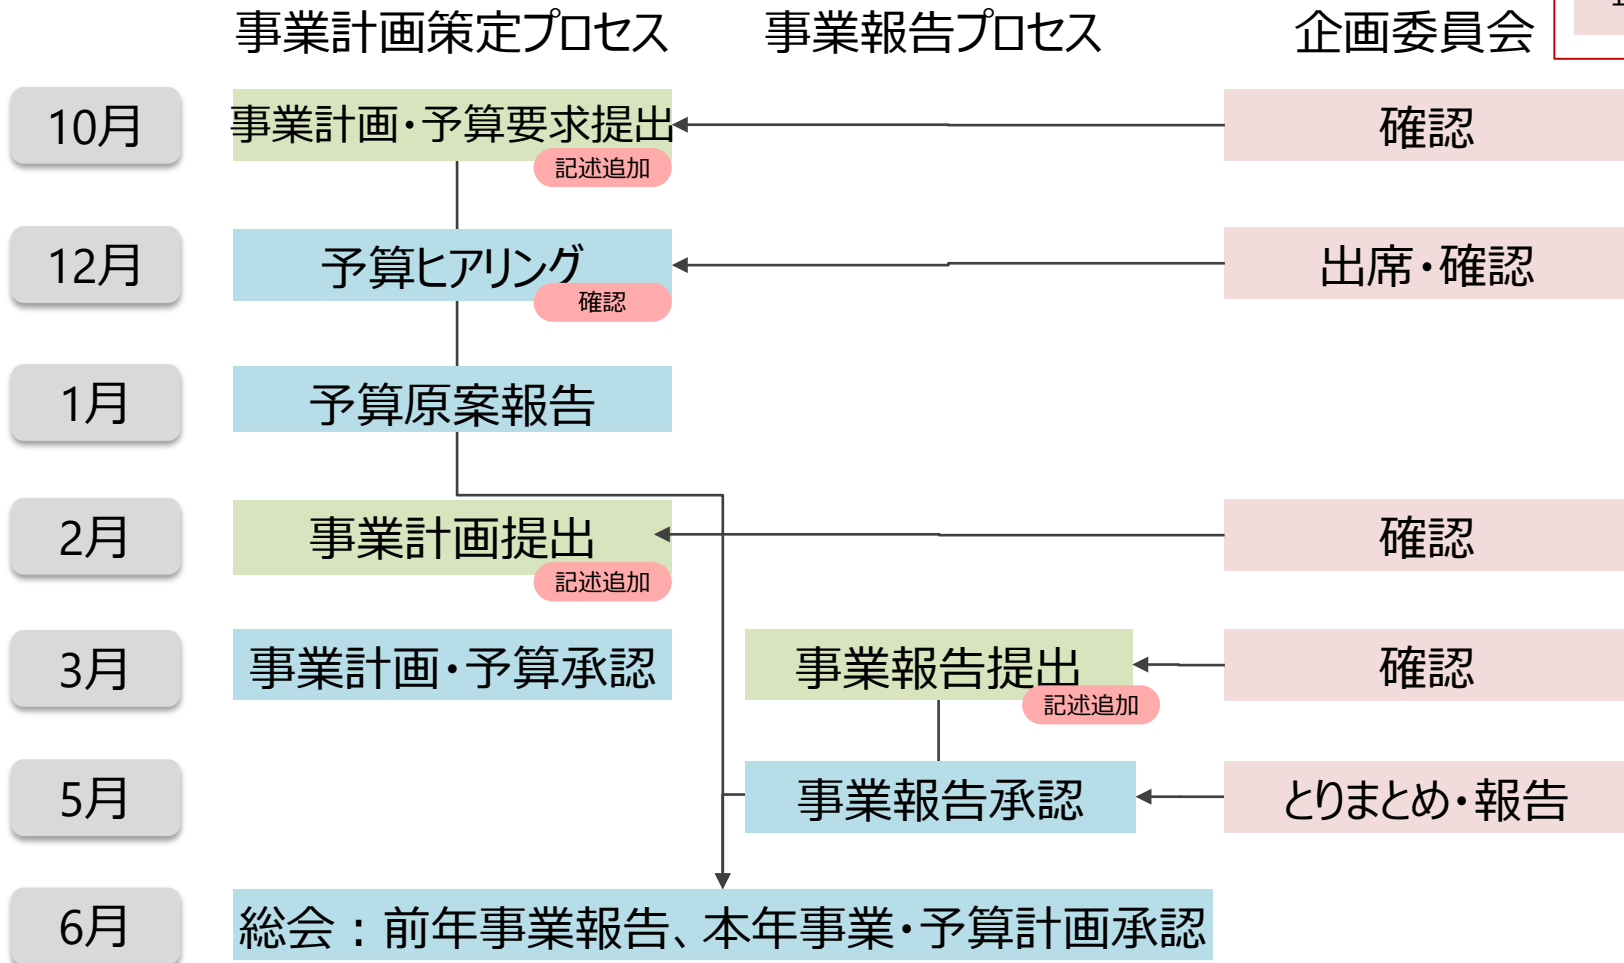 事業計画策定プロセス
事業報告プロセス
企画委員会
10月
事業計画・予算要求提出
記述追加
確認
12月
予算ヒアリング
確認
出席・確認
1月
予算原案報告
2月
事業計画提出
記述追加
確認
3月
事業計画・予算承認
事業報告提出
記述追加
確認
5月
事業報告承認
とりまとめ・報告
6月
総会：前年事業報告、本年事業・予算計画承認